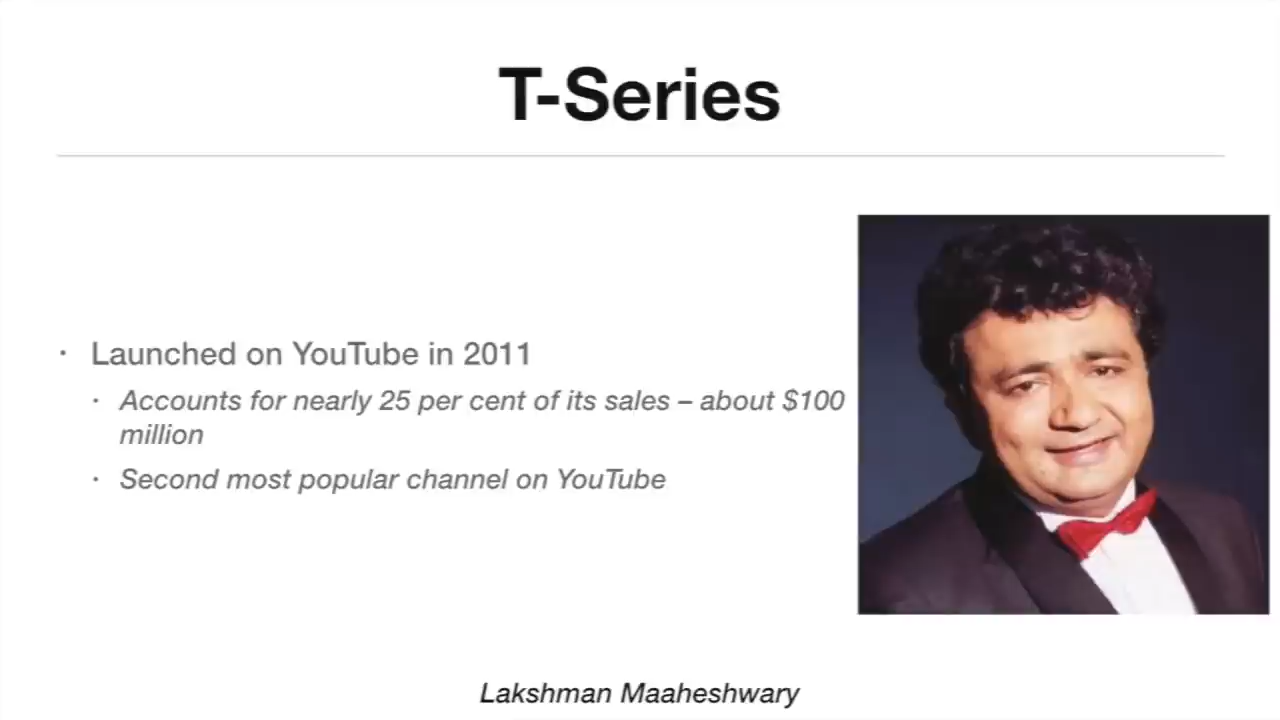 T-Series
· Launched on YouTube in 2011
· Accounts for nearly 25 per cent of its sales – about $100
million
· Second most popular channel on YouTube
Lakshman Maaheshwary